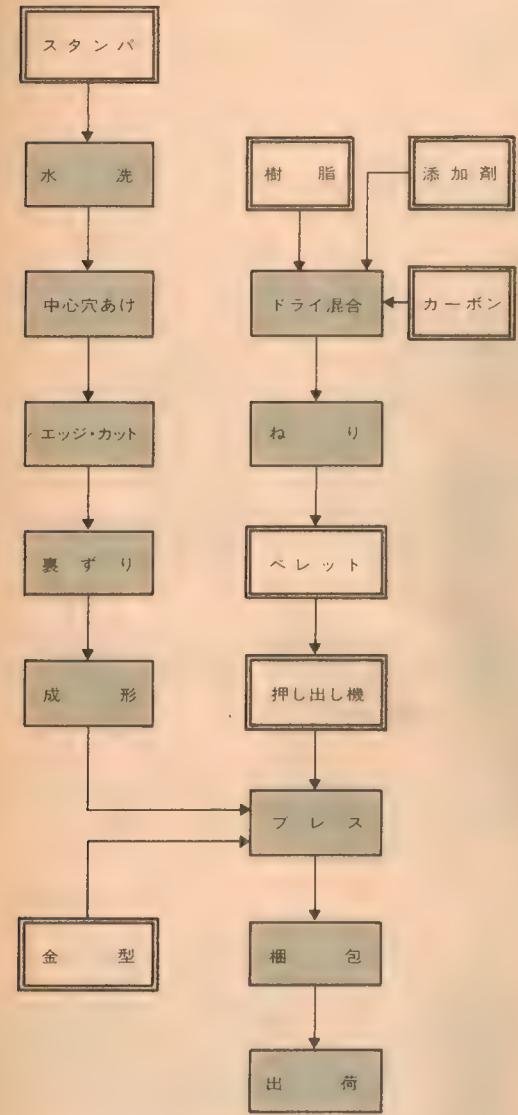 スタンパ
水洗
中心穴あけ
エッジ・カット
裏ずり
成形
金型
樹脂
添加剤
ドライ混合
カーボン
ねり
ペレット
押し出し機
プレス
梱包
出荷